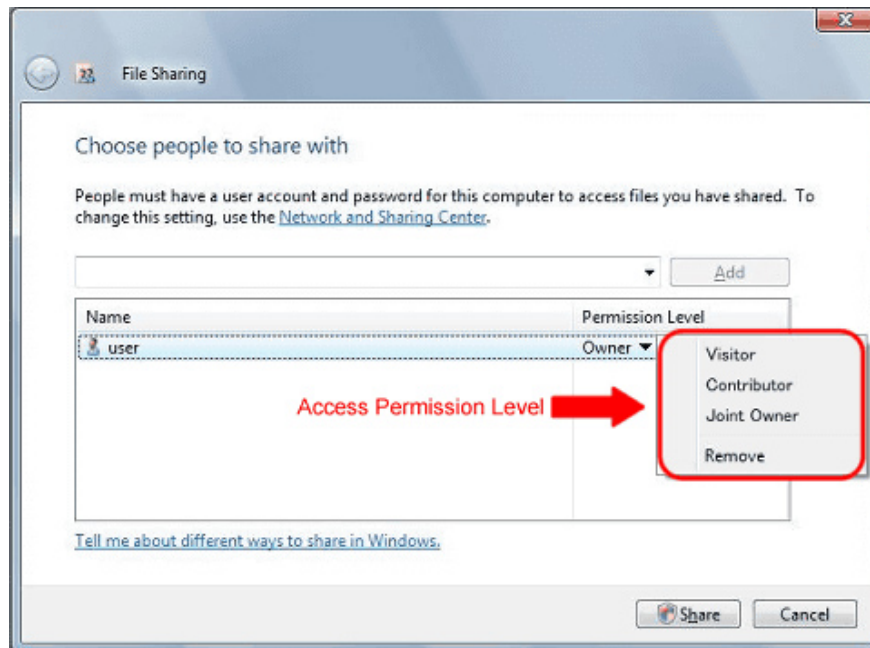 File Sharing
Choose people to share with
People must have a user account and password for this computer to access files you have shared.  To
change this setting, use the Network and Sharing Center.
Add
Name Permission Level
user Owner
Visitor
Contributor
Access Permission Level
Joint Owner
Remove
Tell me about different ways to share in Windows.
Share Cancel